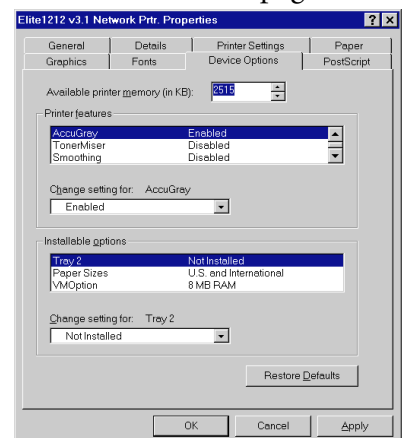 Elite1212 v3.1 Network Prtr. Properties ? ×
General Details Printer Settings Paper
Graphics Fonts Device Options PostScript
Available printer memory (in KB): 2515
Printer features
AccuGray Enabled
TonerMiser Disabled
Smoothing Disabled
Change setting for: AccuGray
Enabled
Installable options
Tray 2 Not Installed
Paper Sizes U.S. and International
VMOption 8 MB RAM
Change setting for: Tray 2
Not Installed
Restore Defaults
OK Cancel Apply